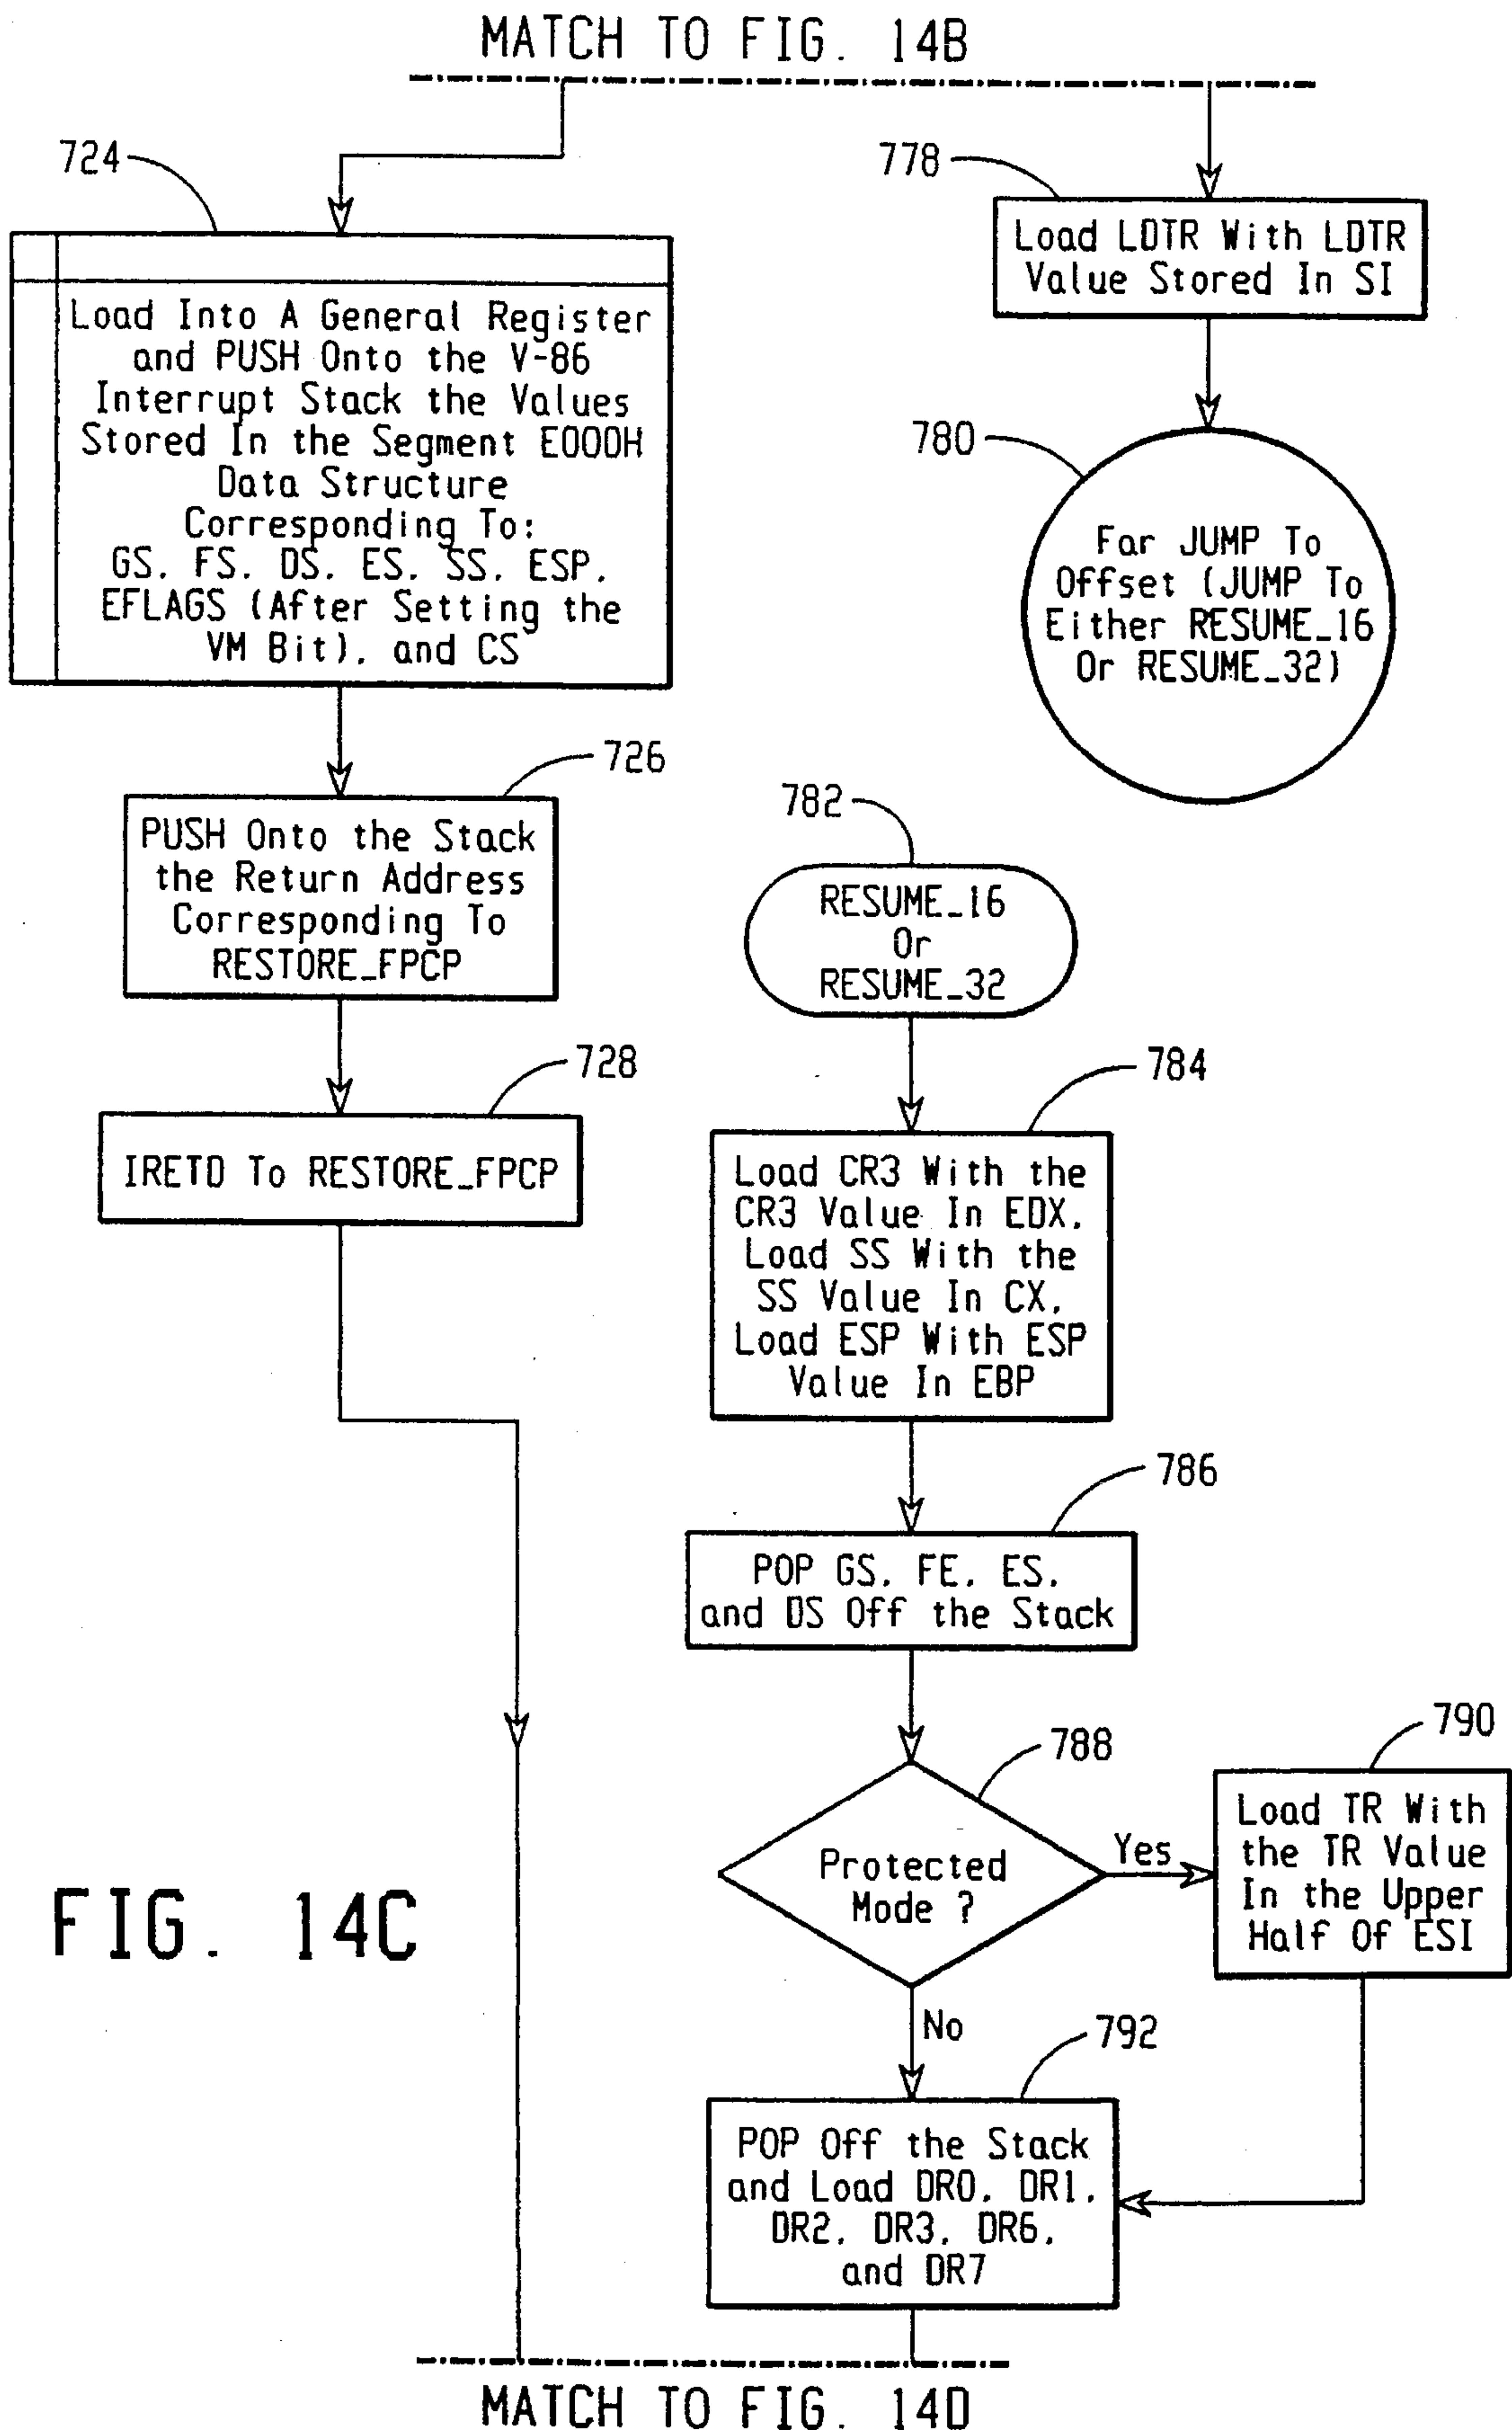 MATCH TO FIG. 14B
724
Load Into A General Register
and PUSH Onto the V-86
Interrupt Stack the Values
Stored In the Segment E000H
Data Structure
Corresponding To:
GS, FS, DS, ES, SS, ESP,
EFLAGS (After Setting the
VM Bit), and CS
726
PUSH Onto the Stack
the Return Address
Corresponding To
RESTORE_FPCP
728
IRETD To RESTORE_FPCP
778
Load LDTR With LDTR
Value Stored In SI
780
Far JUMP To
Offset (JUMP To
Either RESUME_16
Or RESUME_32)
782
RESUME_16
Or
RESUME_32
784
Load CR3 With the
CR3 Value In EDX,
Load SS With the
SS Value In CX,
Load ESP With ESP
Value In EBP
786
POP GS, FE, ES,
and DS Off the Stack
788
Protected
Mode ?
Yes
790
Load TR With
the TR Value
In the Upper
Half Of ESI
No
792
POP Off the Stack
and Load DR0, DR1,
DR2, DR3, DR6,
and DR7
FIG. 14C
MATCH TO FIG. 14D